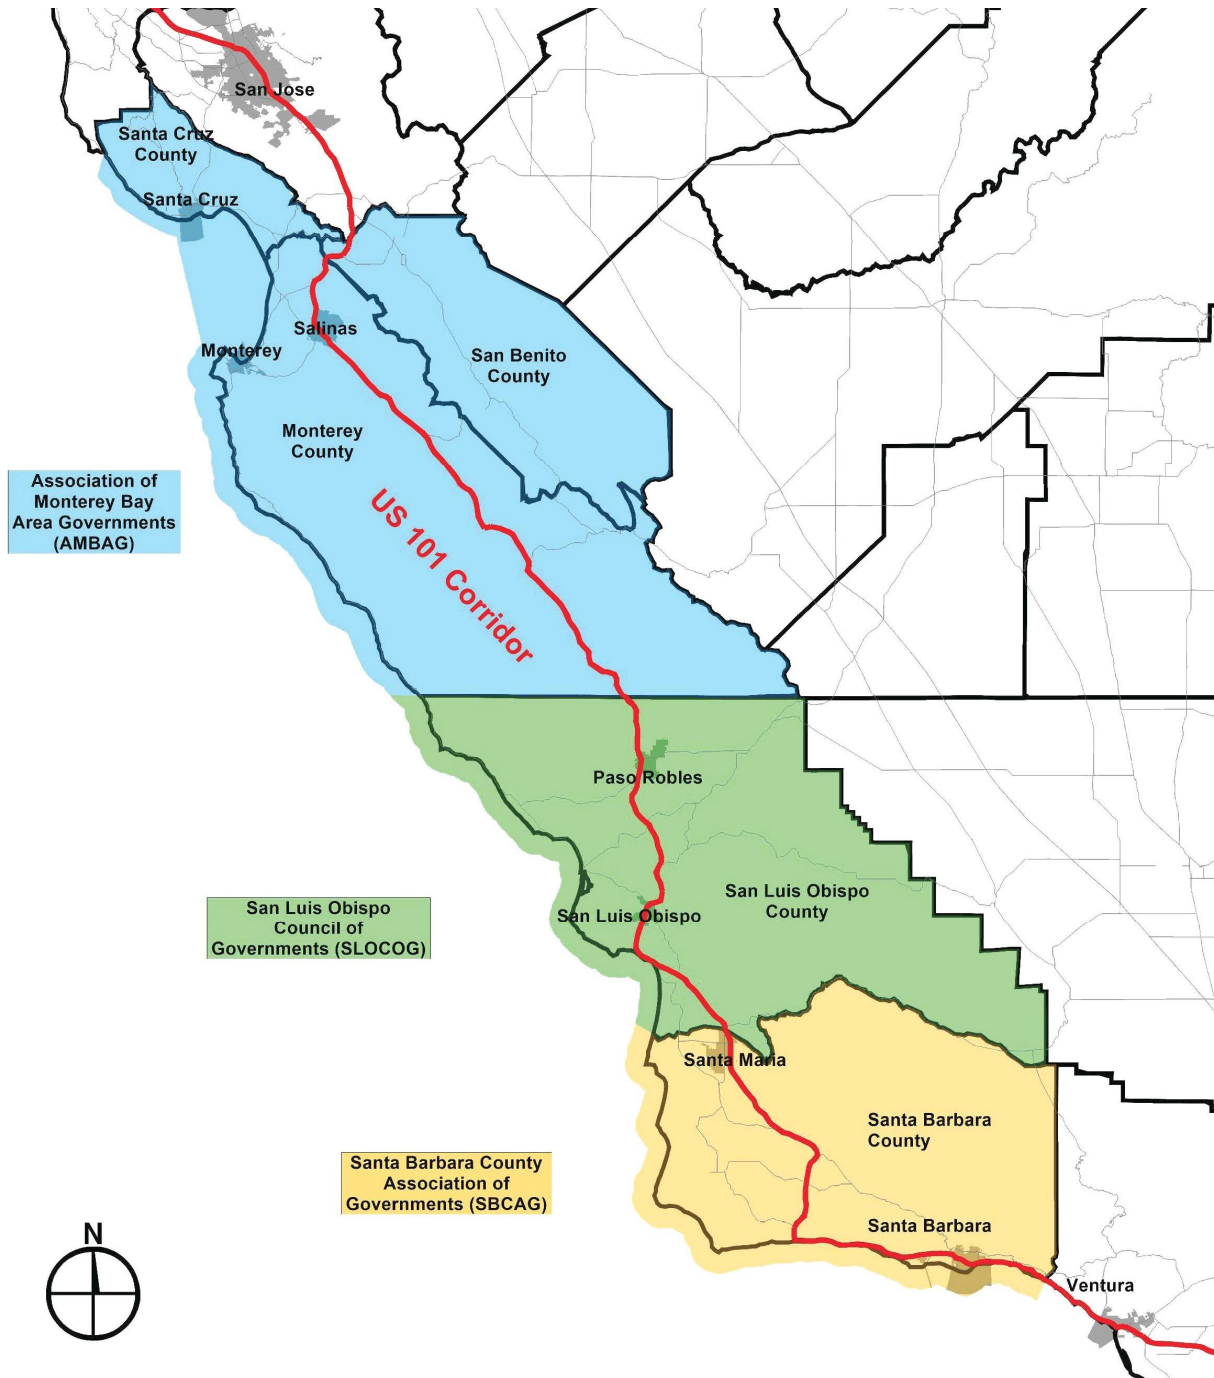 San Jose
Santa Cruz
County
Santa Cruz
Salinas
Monterey
San Benito
County
Monterey
County
Association of
Monterey Bay
Area Governments
(AMBAG)
US 101 Corridor
Paso Robles
San Luis Obispo
County
San Luis Obispo
San Luis Obispo
Council of
Governments (SLOCOG)
Santa Maria
Santa Barbara
County
Santa Barbara County
Association of
Governments (SBCAG)
Santa Barbara
N
Ventura